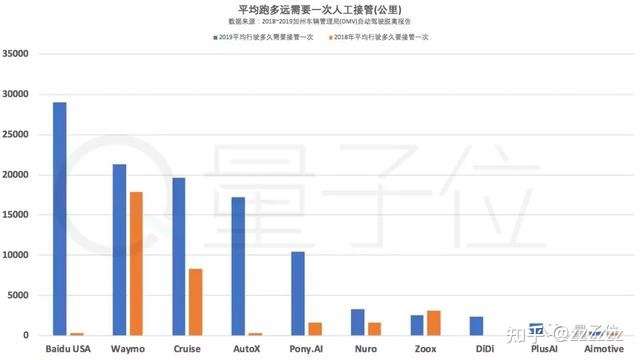 平均跑多远需要一次人工接管(公里)
数据来源：2018~2019加州车辆管理局(DMV)自动驾驶脱离报告
2019平均行驶多久需要接管一次 2018年平均行驶多久要接管一次
35000
30000
25000
20000
15000
10000
5000
0
量子位
Baidu USA Waymo Cruise AutoX Pony.AI Nuro Zoox DiDi PlusAI Aimotive
量子位
知乎 @zzzzzz